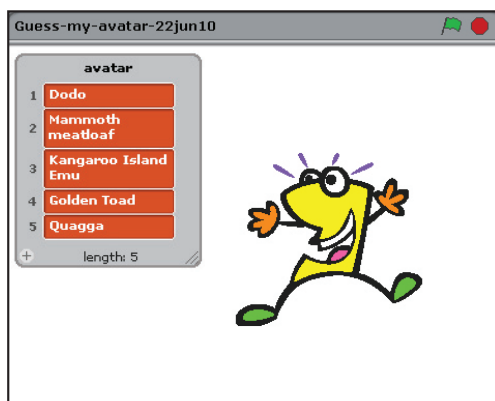 Guess-my-avatar-22jun10
avatar
1 Dodo
2 Mammoth
meatloaf
3 Kangaroo Island
Emu
4 Golden Toad
5 Quagga
+ length: 5